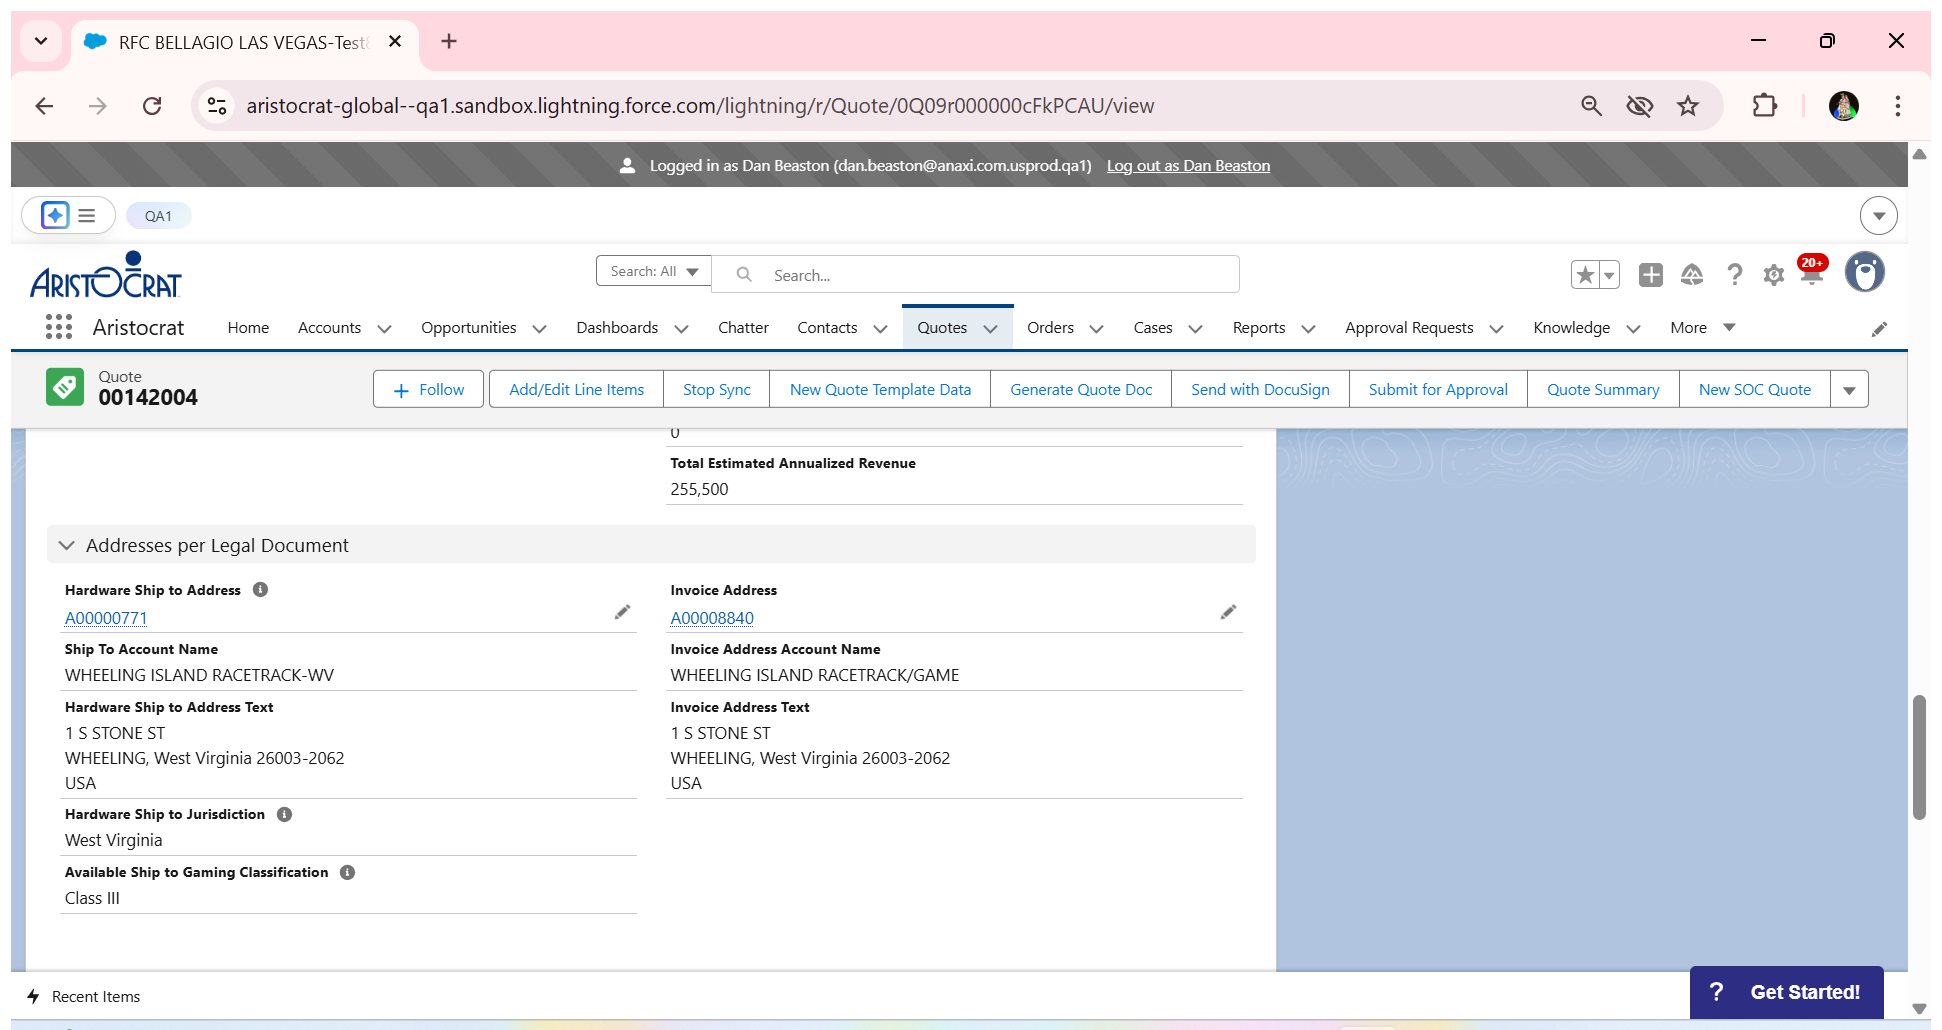 RFC BELLAGIO LAS VEGAS-Test
aristocrat-global--qa1.sandbox.lightning.force.com/lightning/r/Quote/0Q09r000000cFkPCAU/view
Logged in as Dan Beaston (dan.beaston@anaxi.com.usprod.qa1) Log out as Dan Beaston
QA1
ARISTOCRAT
Search: All
Search...
20+
Aristocrat Home Accounts Opportunities Dashboards Chatter Contacts Quotes Orders Cases Reports Approval Requests Knowledge More
Quote
00142004
Follow Add/Edit Line Items Stop Sync New Quote Template Data Generate Quote Doc Send with DocuSign Submit for Approval Quote Summary New SOC Quote
0
Total Estimated Annualized Revenue
255,500
Addresses per Legal Document
Hardware Ship to Address
A00000771
Ship To Account Name
WHEELING ISLAND RACETRACK-WV
Hardware Ship to Address Text
1 S STONE ST
WHEELING, West Virginia 26003-2062
USA
Hardware Ship to Jurisdiction
West Virginia
Available Ship to Gaming Classification
Class III
Invoice Address
A00008840
Invoice Address Account Name
WHEELING ISLAND RACETRACK/GAME
Invoice Address Text
1 S STONE ST
WHEELING, West Virginia 26003-2062
USA
Recent Items
? Get Started!